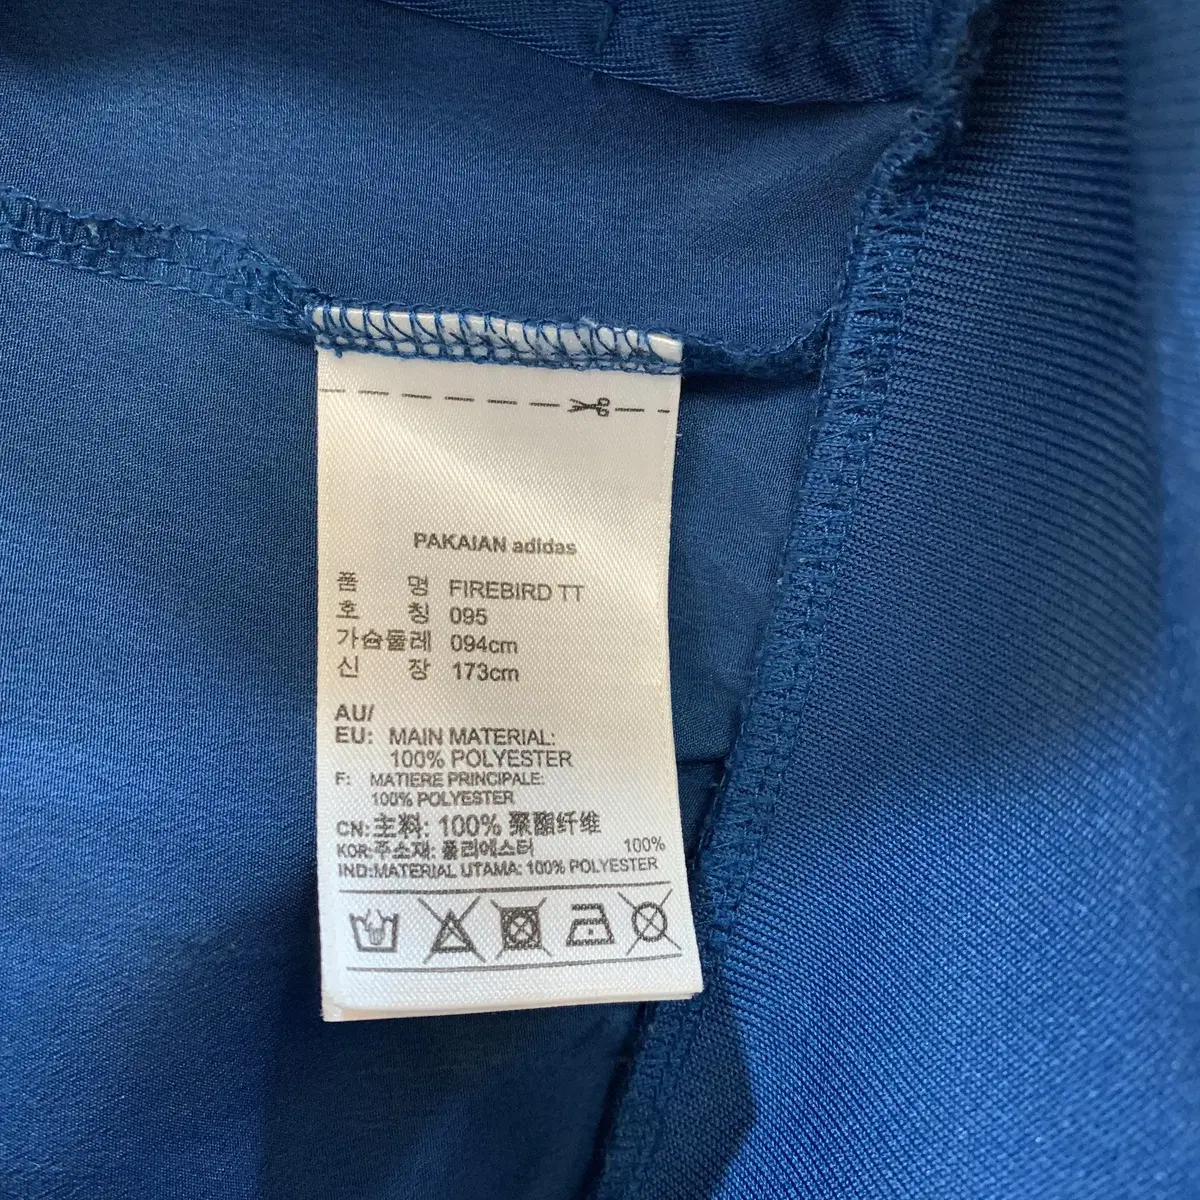 PAKAIAN adidas
품 명 FIREBIRD TT
호 칭 095
가슴둘레 094cm
신 장 173cm
AU/
EU: MAIN MATERIAL:
100% POLYESTER
F: MATIERE PRINCIPALE:
100% POLYESTER
CN:主料: 100% 聚酯纤维
KOR:주소재: 폴리에스터 100%
IND:MATERIAL UTAMA: 100% POLYESTER